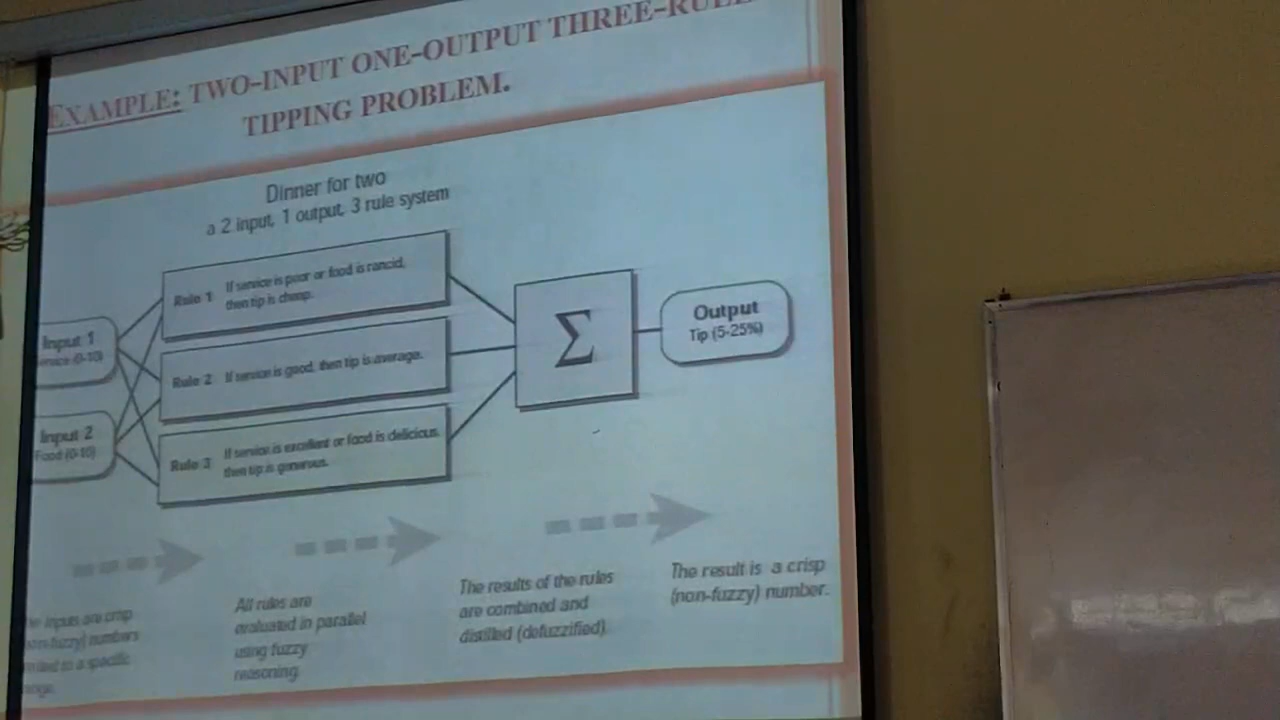 EXAMPLE: TWO-INPUT ONE-OUTPUT THREE-RULE
TIPPING PROBLEM.
Dinner for two
a 2 input, 1 output, 3 rule system
Input 1
(0-10)
Input 2
Food (0-10)
Rule 1 If service is poor or food is rancid,
then tip is cheap.
Rule 2 If service is good, then tip is average.
Rule 3 If service is excellent or food is delicious,
then tip is generous.
Σ
Output
Tip (5-25%)
inputs are crisp
numbers
to a specific
All rules are
evaluated in parallel
using fuzzy
reasoning.
The results of the rules
are combined and
distilled (defuzzified).
The result is a crisp
(non-fuzzy) number.